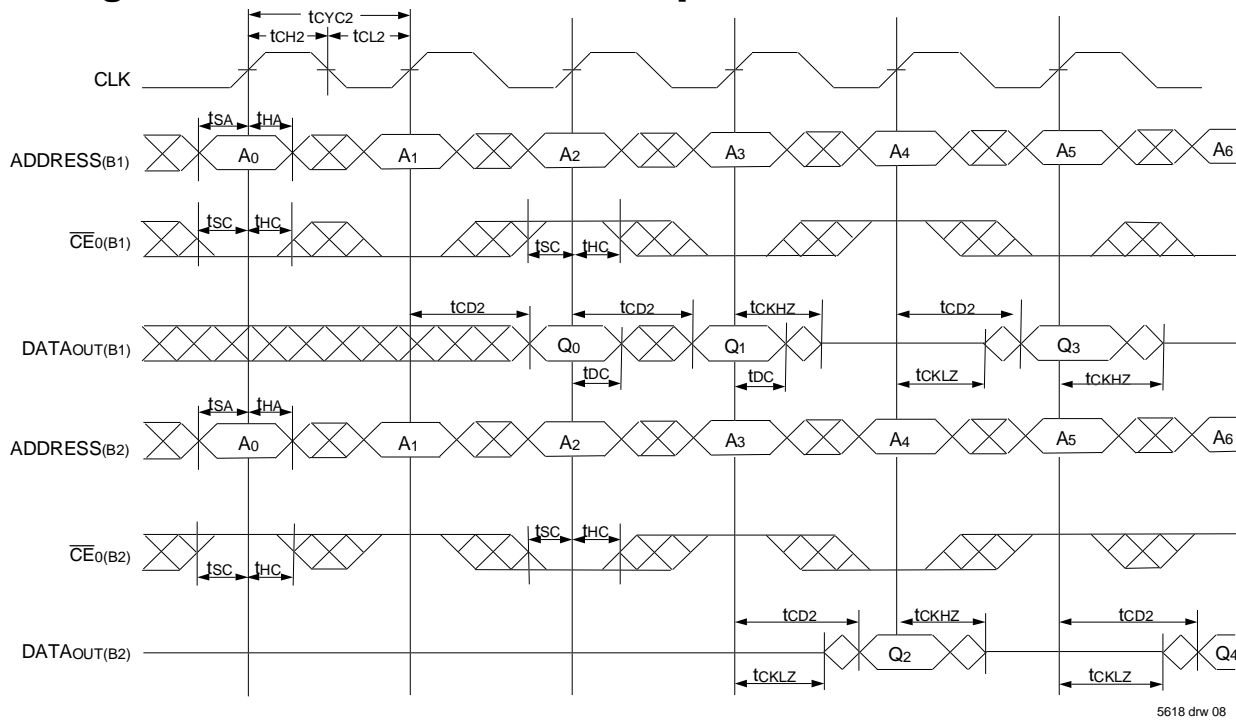 tCYC2
tCH2 tCL2
CLK
tSA tHA
ADDRESS(B1) A0 A1 A2 A3 A4 A5 A6
tSC tHC tSC tHC
CE0(B1)
tCD2 tCD2 tCKHZ tCD2
DATAOUT(B1) Q0 Q1 Q3
tDC tDC tCKLZ tCKHZ
tSA tHA
ADDRESS(B2) A0 A1 A2 A3 A4 A5 A6
tSC tHC
CE0(B2)
tSC tHC
tCD2 tCKHZ tCD2
DATAOUT(B2) Q2 Q4
tCKLZ tCKLZ
5618 drw 08